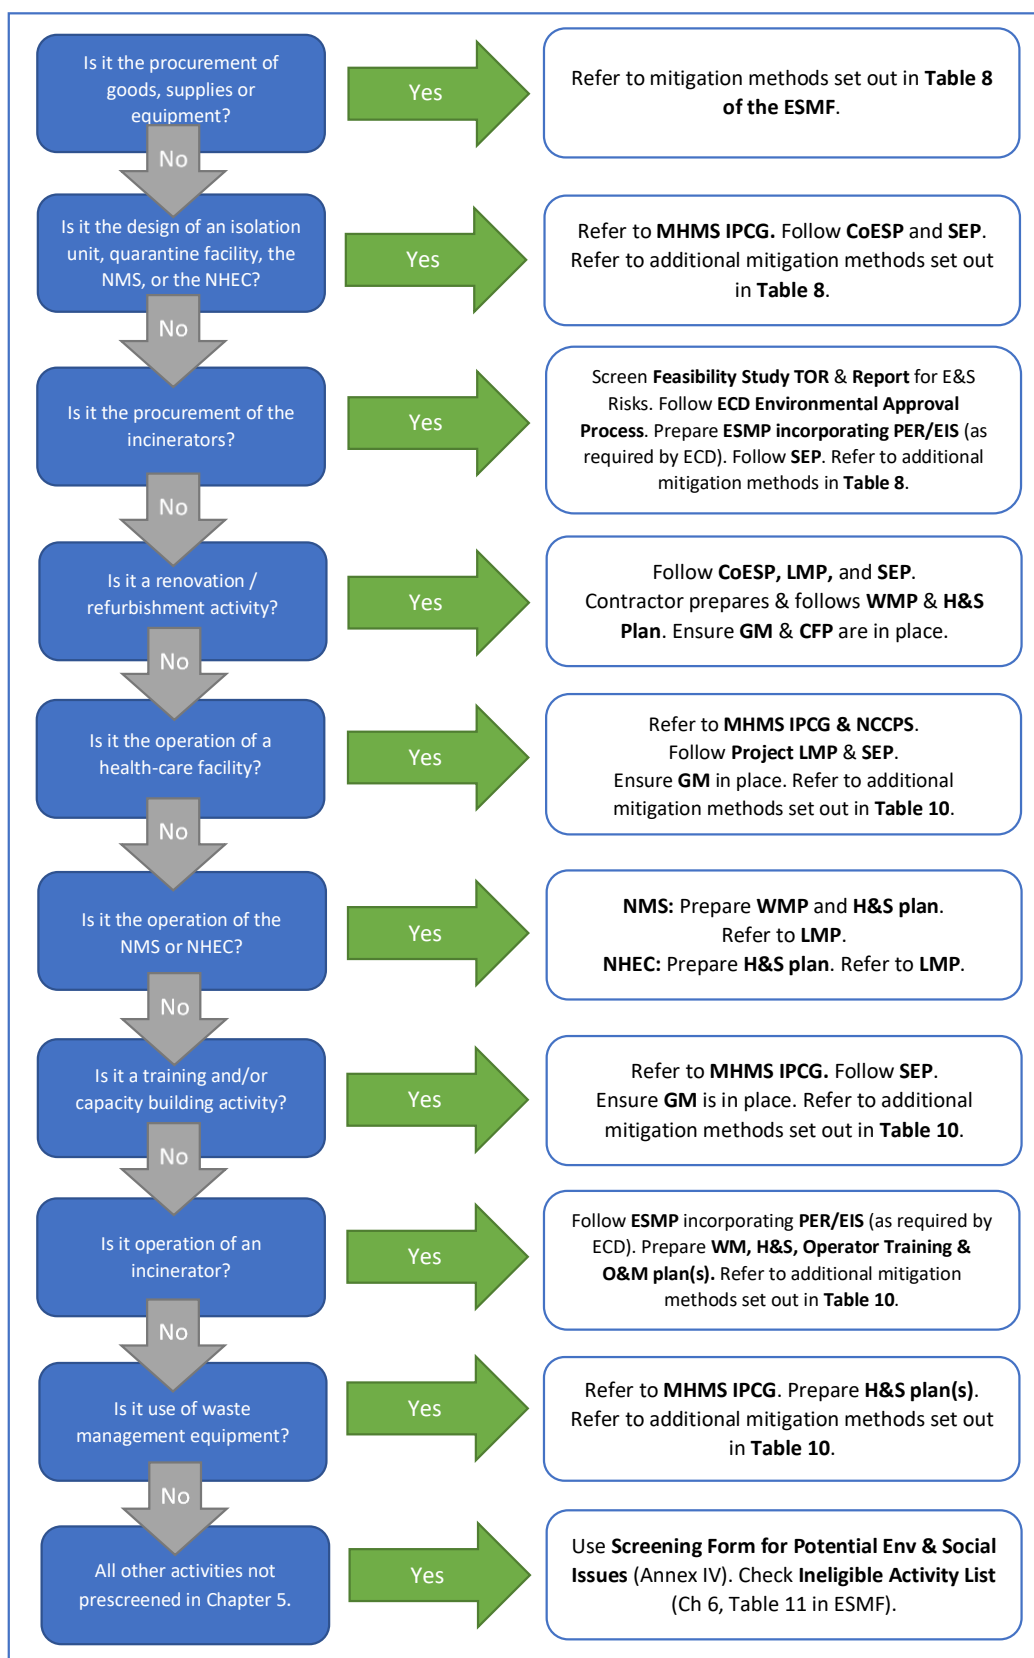 Is it the procurement of
goods, supplies or
equipment?
Yes
Refer to mitigation methods set out in Table 8
of the ESMF.
No
Is it the design of an isolation
unit, quarantine facility, the
NMS, or the NHEC?
Yes
Refer to MHMS IPCG. Follow CoESP and SEP.
Refer to additional mitigation methods set out
in Table 8.
No
Is it the procurement of the
incinerators?
Yes
Screen Feasibility Study TOR & Report for E&S
Risks. Follow ECD Environmental Approval
Process. Prepare ESMP incorporating PER/EIS (as
required by ECD). Follow SEP. Refer to additional
mitigation methods in Table 8.
No
Is it a renovation /
refurbishment activity?
Yes
Follow CoESP, LMP, and SEP.
Contractor prepares & follows WMP & H&S
Plan. Ensure GM & CFP are in place.
No
Is it the operation of a
health-care facility?
Yes
Refer to MHMS IPCG & NCCPS.
Follow Project LMP & SEP.
Ensure GM in place. Refer to additional
mitigation methods set out in Table 10.
No
Is it the operation of the
NMS or NHEC?
Yes
NMS: Prepare WMP and H&S plan.
Refer to LMP.
NHEC: Prepare H&S plan. Refer to LMP.
No
Is it a training and/or
capacity building activity?
Yes
Refer to MHMS IPCG. Follow SEP.
Ensure GM is in place. Refer to additional
mitigation methods set out in Table 10.
No
Is it operation of an
incinerator?
Yes
Follow ESMP incorporating PER/EIS (as required by
ECD). Prepare WM, H&S, Operator Training &
O&M plan(s). Refer to additional mitigation
methods set out in Table 10.
No
Is it use of waste
management equipment?
Yes
Refer to MHMS IPCG. Prepare H&S plan(s).
Refer to additional mitigation methods set out
in Table 10.
No
All other activities not
prescreened in Chapter 5.
Yes
Use Screening Form for Potential Env & Social
Issues (Annex IV). Check Ineligible Activity List
(Ch 6, Table 11 in ESMF).